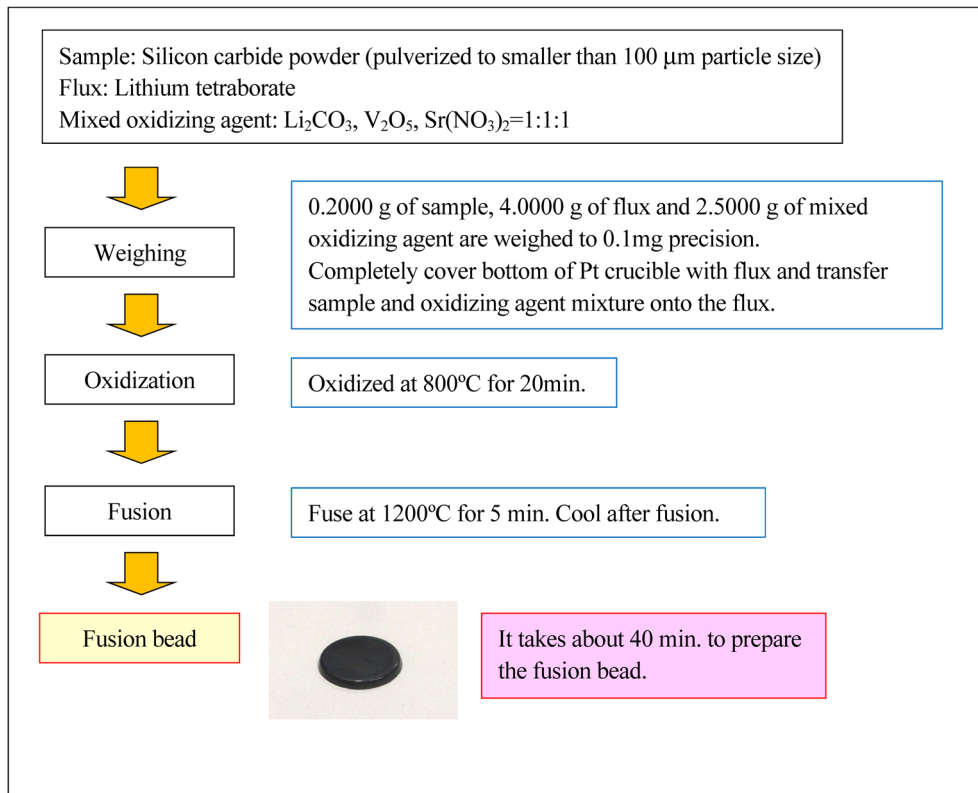 Sample: Silicon carbide powder (pulverized to smaller than 100 μm particle size)
Flux: Lithium tetraborate
Mixed oxidizing agent: Li₂CO₃, V₂O₅, Sr(NO₃)₂=1:1:1
Weighing
0.2000 g of sample, 4.0000 g of flux and 2.5000 g of mixed
oxidizing agent are weighed to 0.1mg precision.
Completely cover bottom of Pt crucible with flux and transfer
sample and oxidizing agent mixture onto the flux.
Oxidization
Oxidized at 800ºC for 20min.
Fusion
Fuse at 1200ºC for 5 min. Cool after fusion.
Fusion bead
It takes about 40 min. to prepare
the fusion bead.